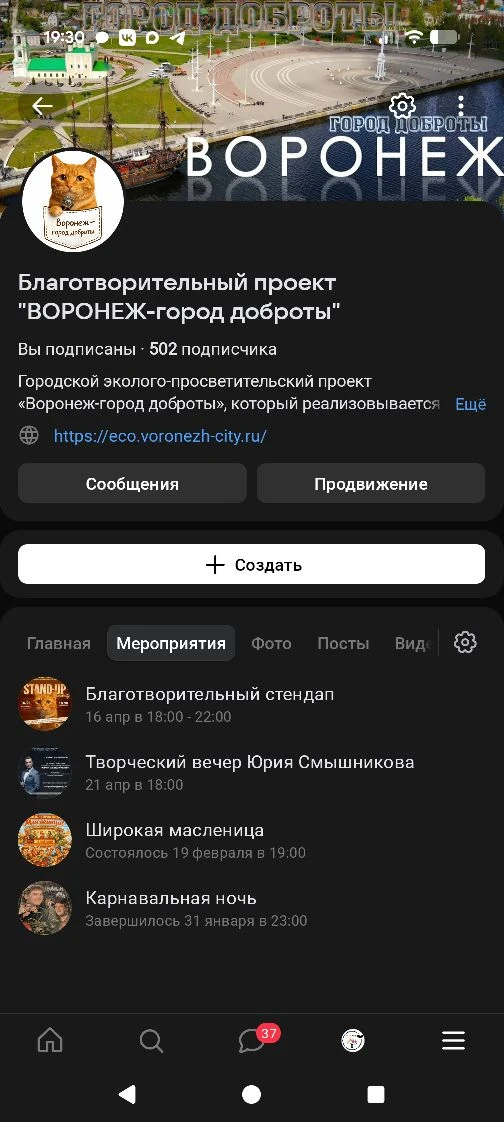 ГОРОД ДОБРОТЫ
19:30
ГОРОД ДОБРОТЫ
ВОРОНЕЖ
Воронеж–
город доброты
Благотворительный проект
"ВОРОНЕЖ-город доброты"
Вы подписаны · 502 подписчика
Городской эколого-просветительский проект
«Воронеж-город доброты», который реализовывается Ещё
https://eco.voronezh-city.ru/
Сообщения Продвижение
+ Создать
Главная Мероприятия Фото Посты Виде
STAND-UP
Благотворительный стендап
16 апр в 18:00 - 22:00
Творческий вечер Юрия Смышникова
21 апр в 18:00
Широкая масленица
Состоялось 19 февраля в 19:00
Карнавальная ночь
Завершилось 31 января в 23:00
37